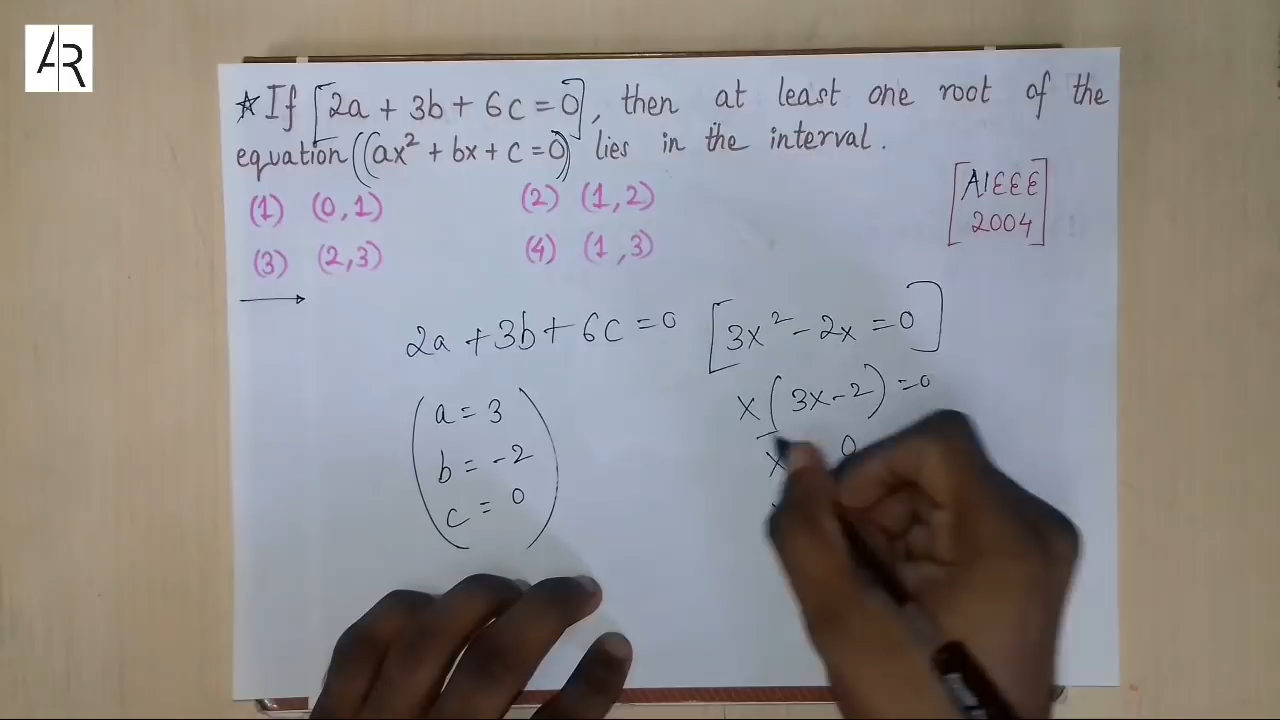 AR
☆ If [2a + 3b + 6c = 0], then at least one root of the
equation ((ax² + bx + c = 0) lies in the interval.
(1) (0,1) (2) (1,2)
(3) (2,3) (4) (1,3)
[AIEEE
2004]
2a + 3b + 6c = 0
a = 3
b = -2
c = 0
[3x² - 2x = 0]
x(3x-2) = 0
x 0